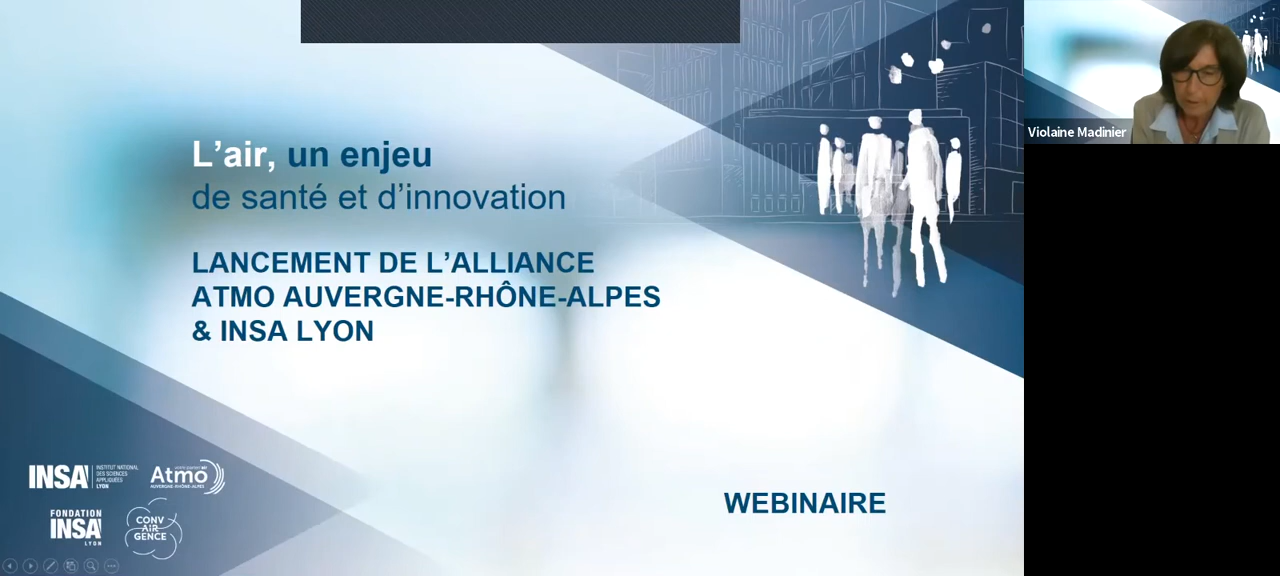 L'air, un enjeu
de santé et d'innovation
LANCEMENT DE L'ALLIANCE
ATMO AUVERGNE-RHÔNE-ALPES
& INSA LYON
WEBINAIRE
INSA
INSTITUT NATIONAL
DES SCIENCES
APPLIQUÉES
LYON
Atmo
AUVERGNE-RHÔNE-ALPES
FONDATION
INSA
LYON
CONV
AIR
GENCE
Violaine Madinier